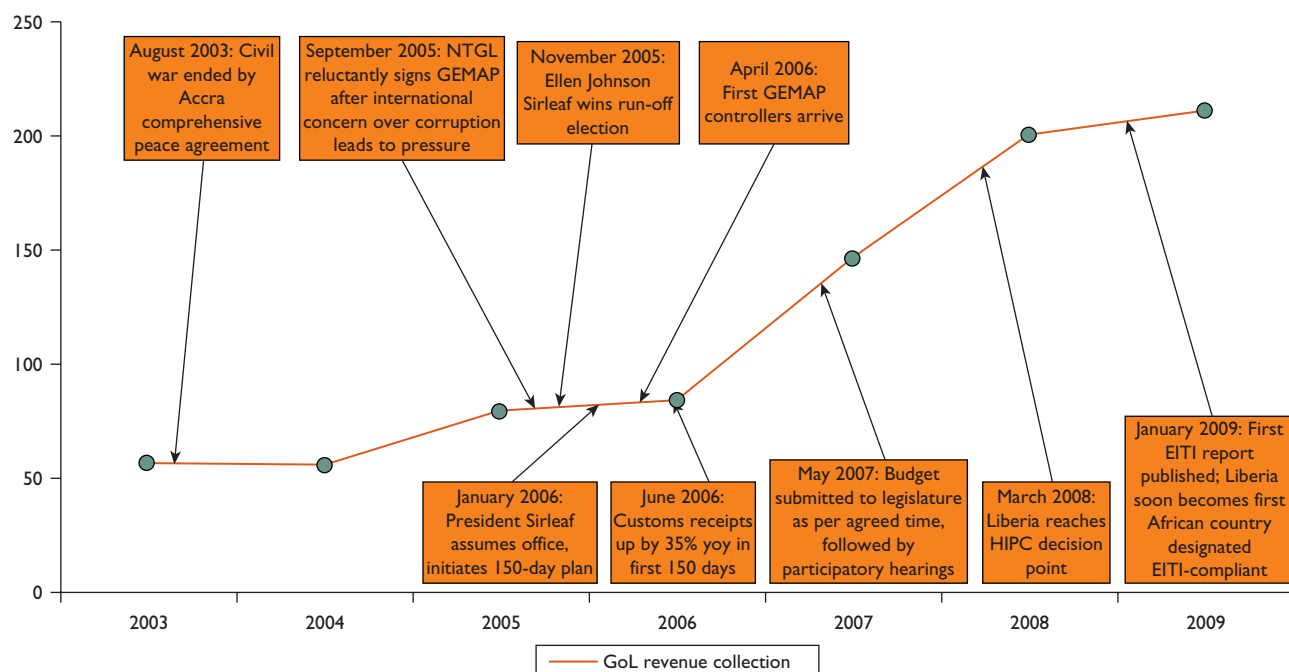 250
200
150
100
50
0
August 2003: Civil
war ended by
Accra
comprehensive
peace agreement
September 2005: NTGL
reluctantly signs GEMAP
after international
concern over corruption
leads to pressure
November 2005:
Ellen Johnson
Sirleaf wins run-off
election
April 2006:
First GEMAP
controllers arrive
January 2006:
President Sirleaf
assumes office,
initiates 150-day plan
June 2006:
Customs receipts
up by 35% yoy in
first 150 days
May 2007: Budget
submitted to legislature
as per agreed time,
followed by
participatory hearings
March 2008:
Liberia reaches
HIPC decision
point
January 2009: First
EITI report
published; Liberia
soon becomes first
African country
designated
EITI-compliant
2003
2004
2005
2006
2007
2008
2009
GoL revenue collection